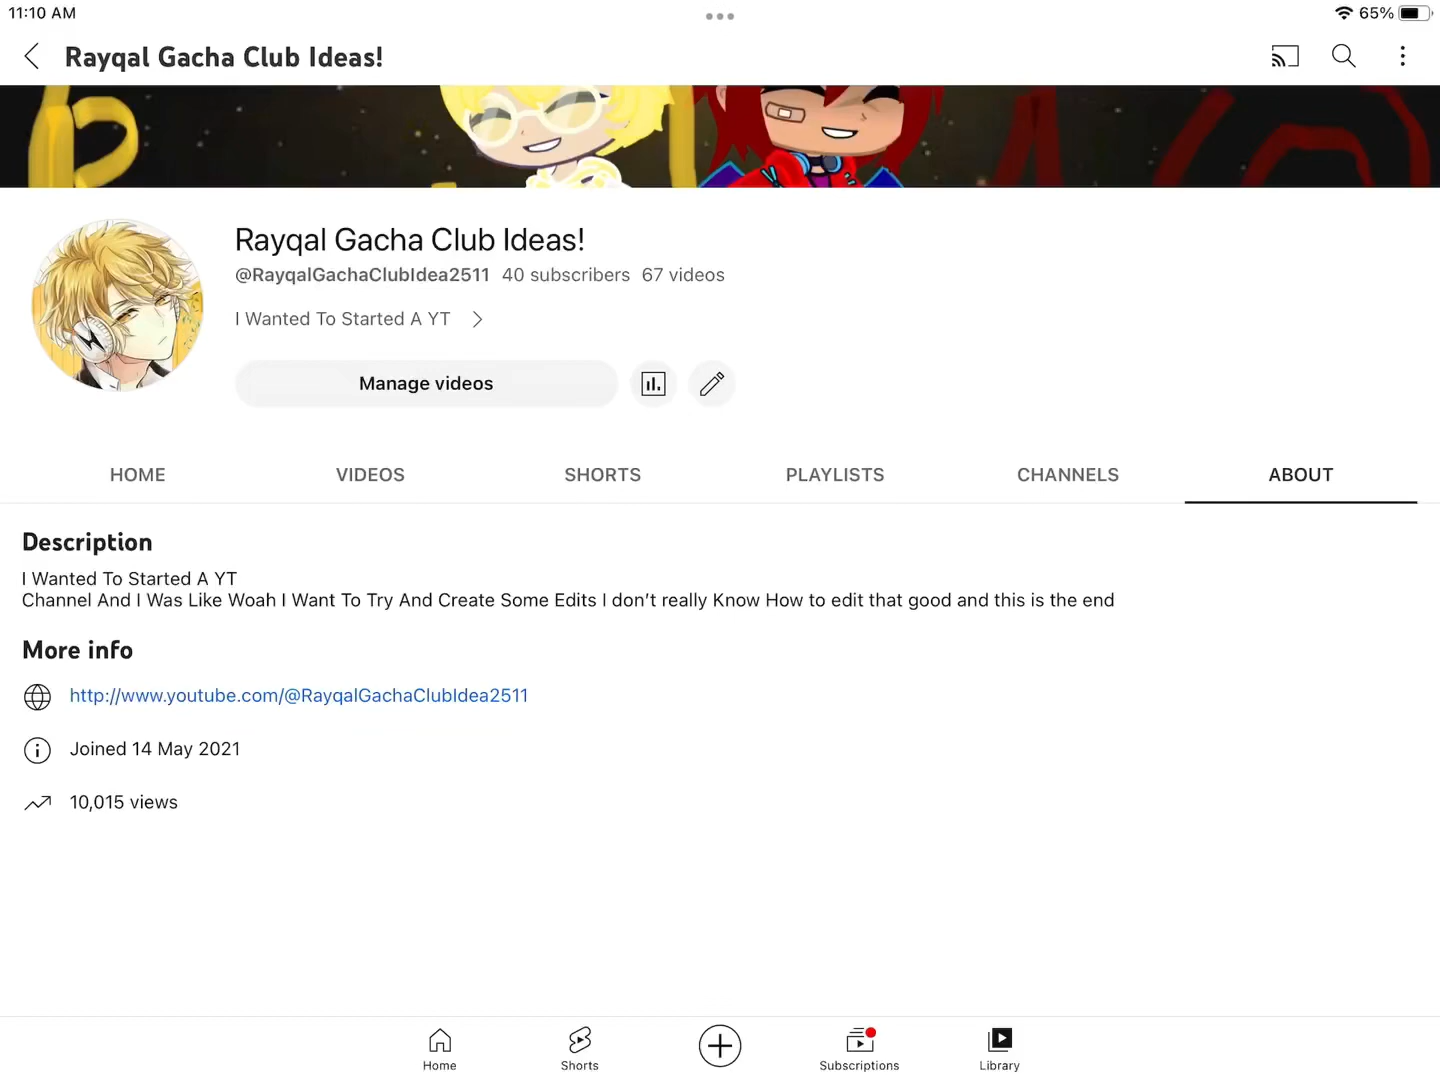 11:10 AM
65%
Rayqal Gacha Club Ideas!
Rayqal Gacha Club Ideas!
@RayqalGachaClubIdea2511 40 subscribers 67 videos
I Wanted To Started A YT
Manage videos
HOME VIDEOS SHORTS PLAYLISTS CHANNELS ABOUT
Description
I Wanted To Started A YT
Channel And I Was Like Woah I Want To Try And Create Some Edits I don't really Know How to edit that good and this is the end
More info
http://www.youtube.com/@RayqalGachaClubIdea2511
Joined 14 May 2021
10,015 views
Home Shorts Subscriptions Library